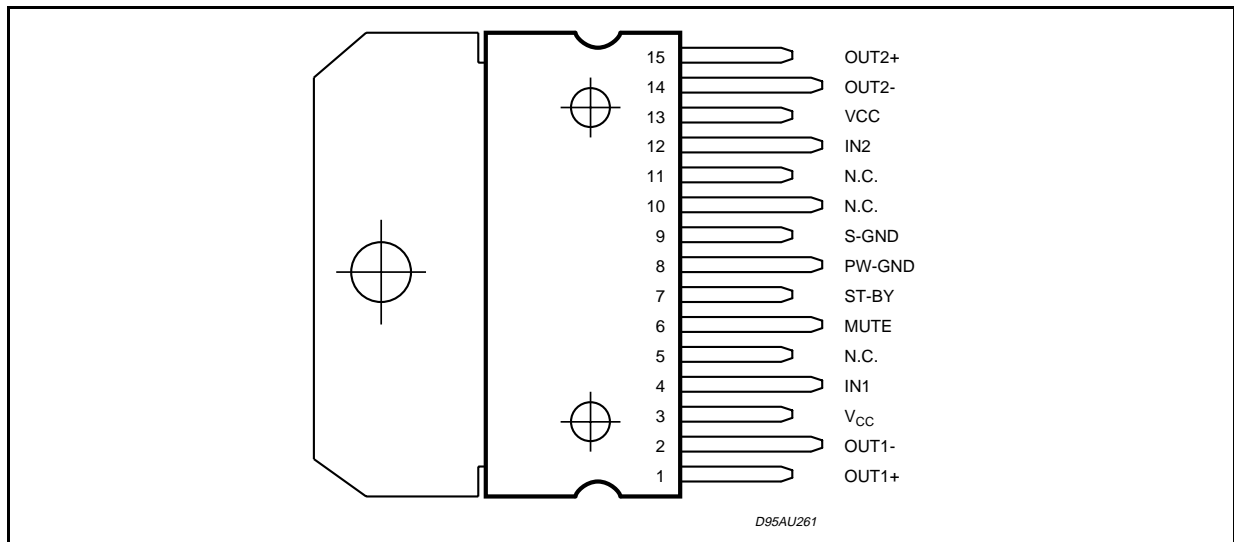 15 OUT2+
14 OUT2-
13 VCC
12 IN2
11 N.C.
10 N.C.
9 S-GND
8 PW-GND
7 ST-BY
6 MUTE
5 N.C.
4 IN1
3 VCC
2 OUT1-
1 OUT1+
D95AU261